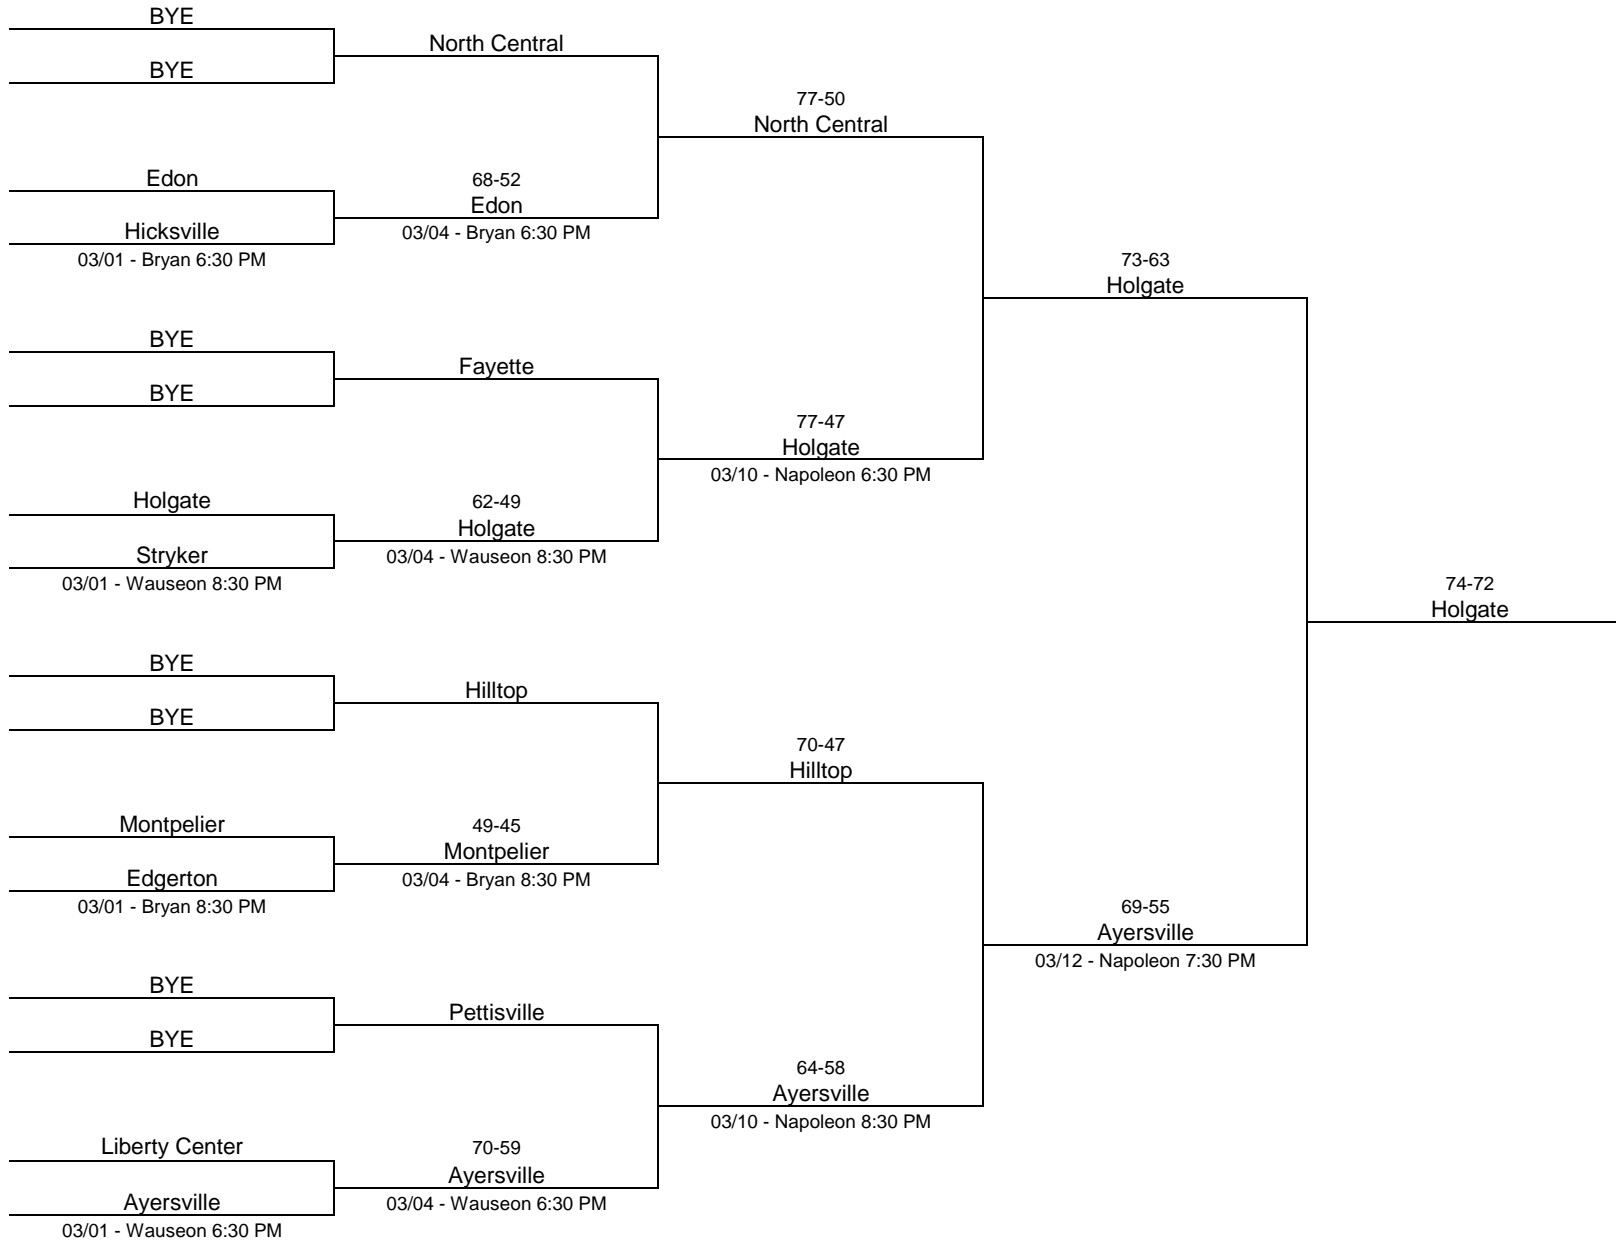 BYE
North Central
BYE
77-50
North Central
Edon
68-52
Edon
Hicksville
03/04 - Bryan 6:30 PM
03/01 - Bryan 6:30 PM
73-63
Holgate
BYE
Fayette
BYE
77-47
Holgate
03/10 - Napoleon 6:30 PM
Holgate
62-49
Holgate
Stryker
03/04 - Wauseon 8:30 PM
03/01 - Wauseon 8:30 PM
74-72
Holgate
BYE
Hilltop
BYE
70-47
Hilltop
Montpelier
49-45
Montpelier
Edgerton
03/04 - Bryan 8:30 PM
03/01 - Bryan 8:30 PM
69-55
Ayersville
03/12 - Napoleon 7:30 PM
BYE
Pettisville
BYE
64-58
Ayersville
03/10 - Napoleon 8:30 PM
Liberty Center
70-59
Ayersville
Ayersville
03/04 - Wauseon 6:30 PM
03/01 - Wauseon 6:30 PM